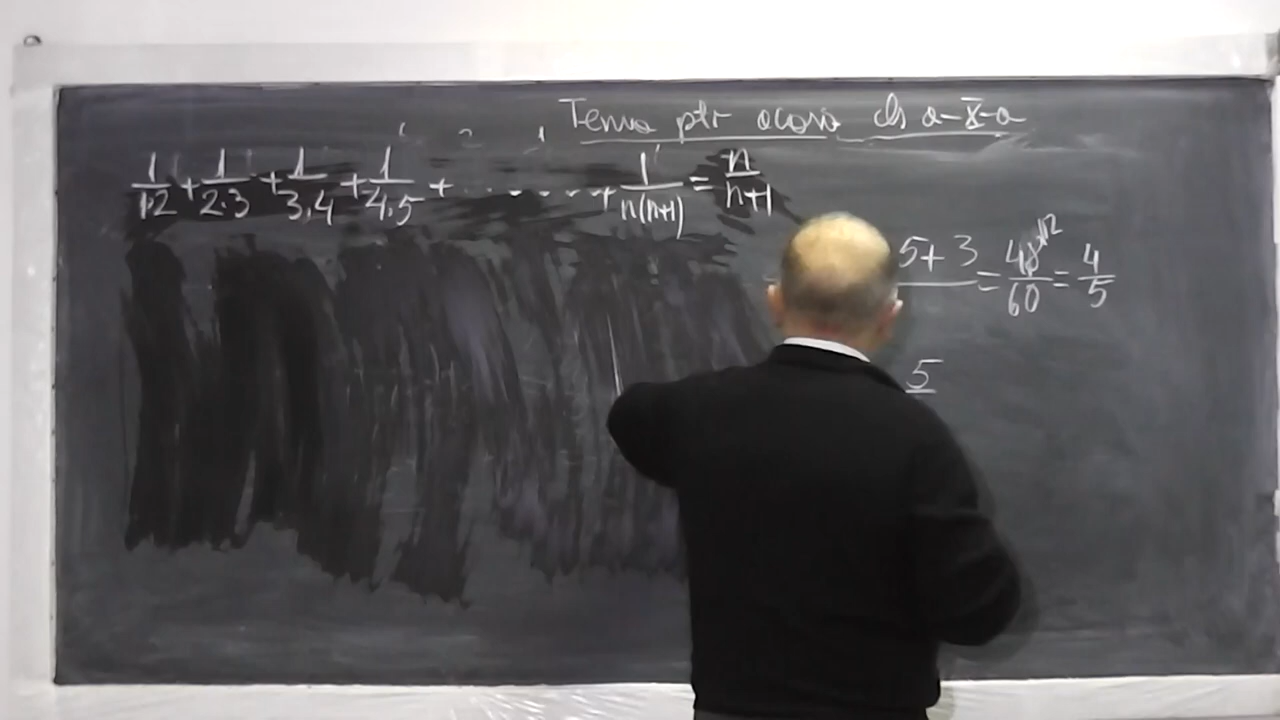 Tema ptr acasă cls a-X-a
1/1·2 + 1/2·3 + 1/3·4 + 1/4·5 + ........ + 1/n(n+1) = n/n+1
5+3 = 48/60 = 4/5
5